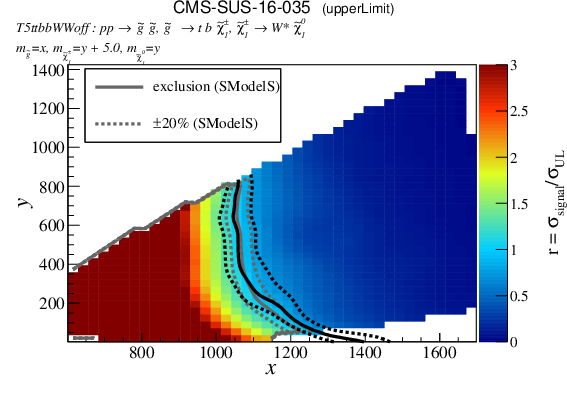 CMS-SUS-16-035 (upperLimit)
T5ttbbWWoff : pp → g̃ g̃, g̃ → t b χ̃₁^±, χ̃₁^± → W* χ̃₁⁰
m_g̃=x, m_χ̃₁^±=y + 5.0, m_χ̃₁⁰=y
exclusion (SModelS)
±20% (SModelS)
1400
1200
1000
800
600
400
200
y
800 1000 1200 1400 1600
x
3
2.5
2
1.5
1
0.5
0
r = σ_signal/σ_UL